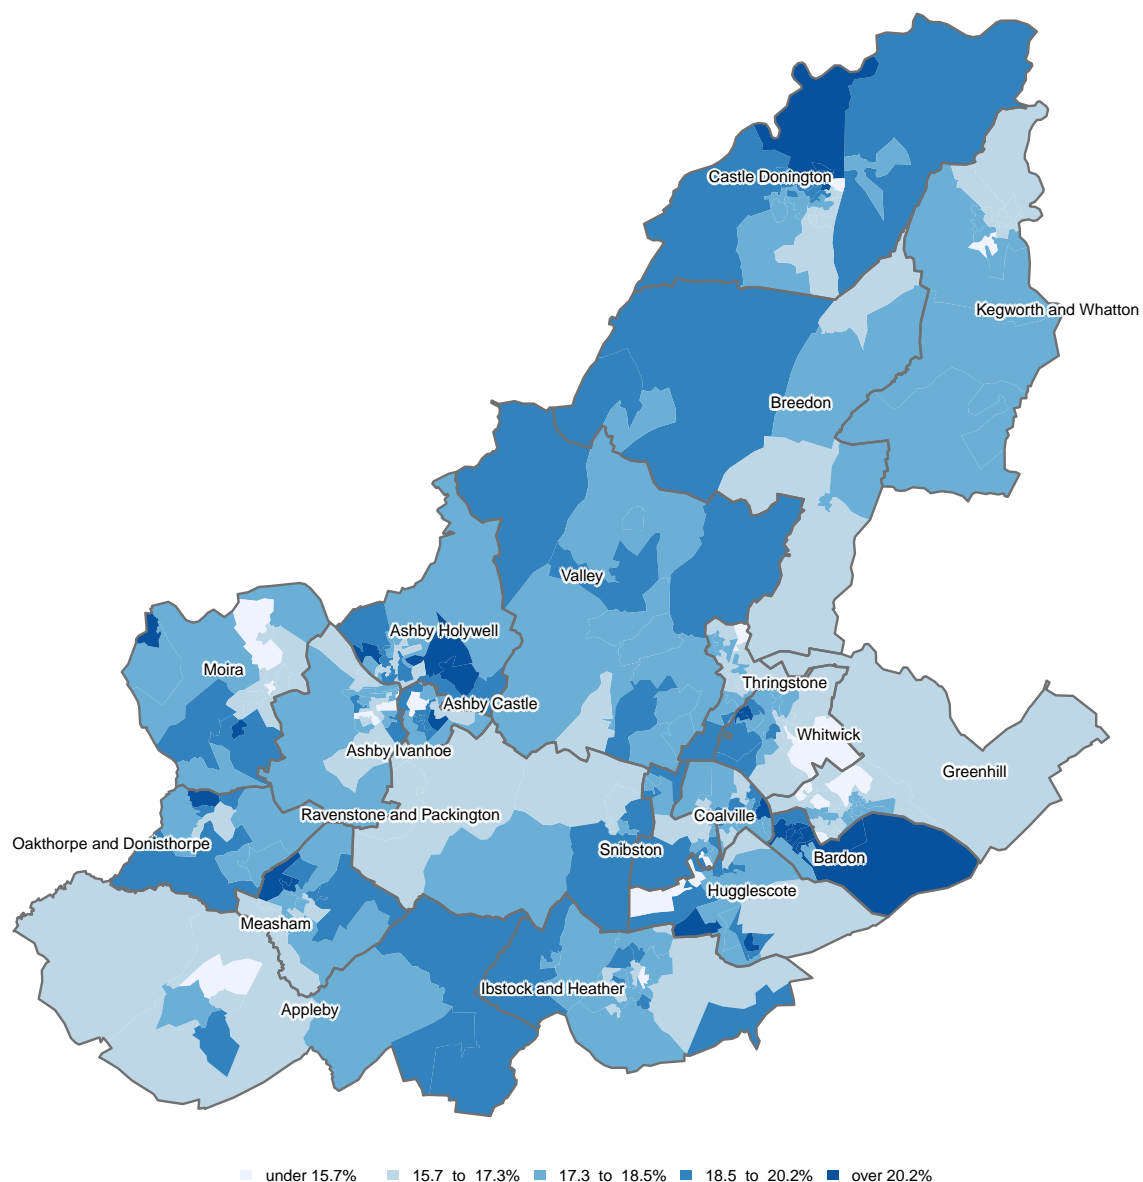 Castle Donington
Kegworth and Whatton
Breedon
Valley
Ashby Holywell
Moira
Thringstone
Ashby Castle
Whitwick
Ashby Ivanhoe
Greenhill
Ravenstone and Packington
Coalville
Oakthorpe and Donisthorpe
Snibston
Bardon
Hugglescote
Measham
Ibstock and Heather
Appleby
under 15.7% 15.7 to 17.3% 17.3 to 18.5% 18.5 to 20.2% over 20.2%